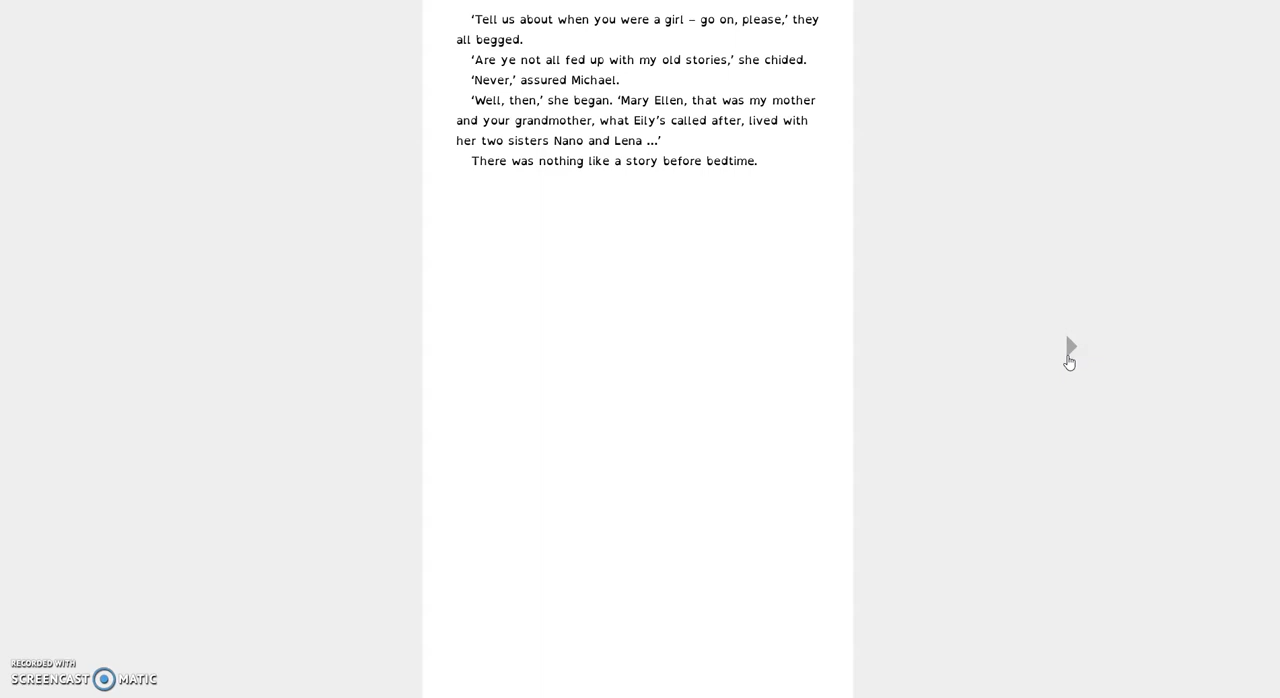 ‘Tell us about when you were a girl – go on, please,’ they
all begged.
‘Are ye not all fed up with my old stories,’ she chided.
‘Never,’ assured Michael.
‘Well, then,’ she began. ‘Mary Ellen, that was my mother
and your grandmother, what Eily’s called after, lived with
her two sisters Nano and Lena ...’
There was nothing like a story before bedtime.
RECORDED WITH
SCREENCAST MATIC